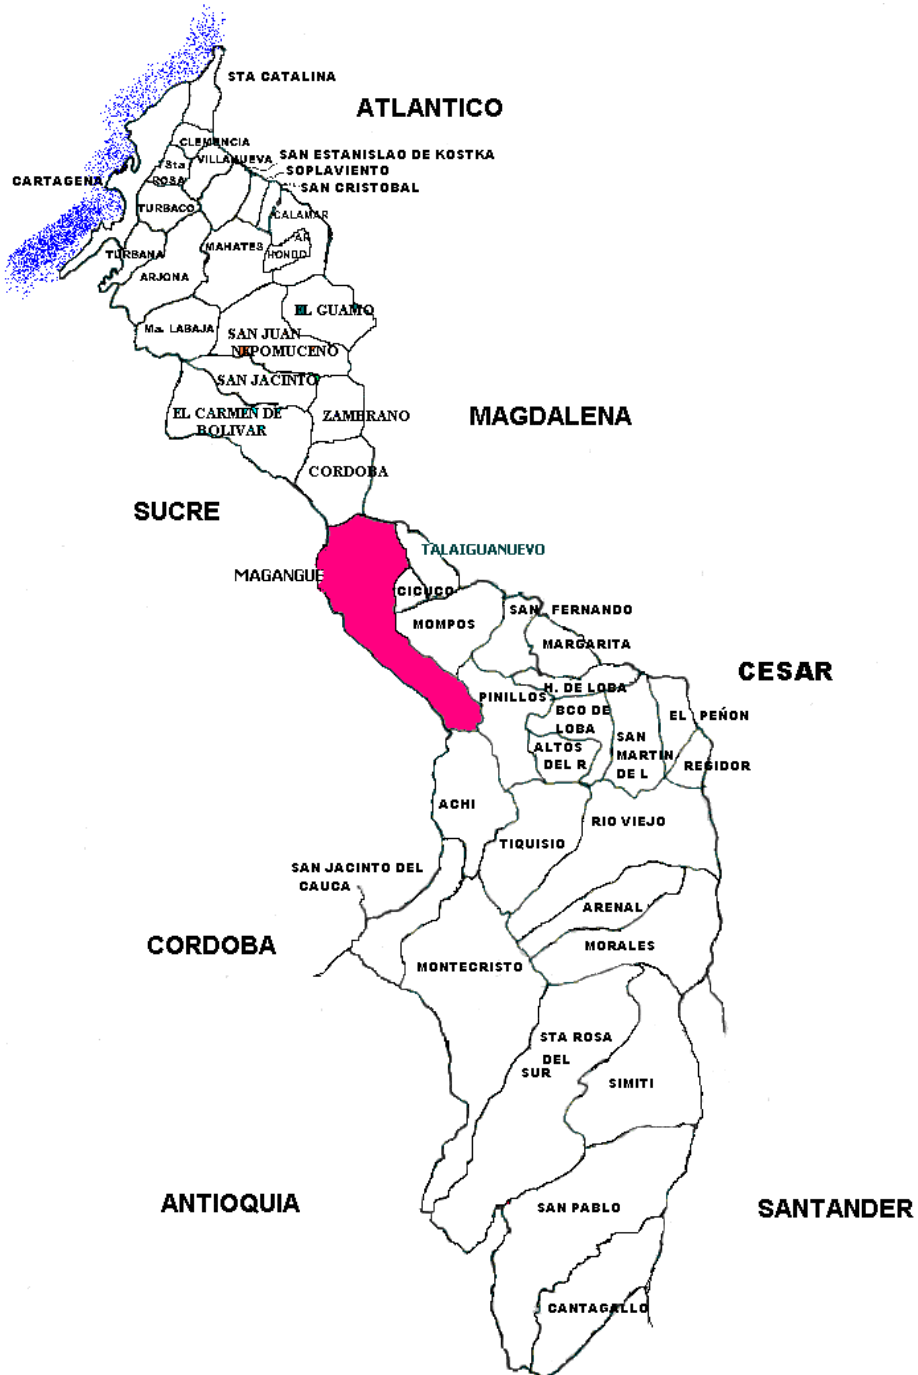 STA CATALINA
ATLANTICO
CLEMENCIA
VILLANUEVA
SAN ESTANISLAO DE KOSTKA
Sta
ROSA
SOPLAVIENTO
SAN CRISTOBAL
CARTAGENA
TURBACO
CALAMAR
AR
HONDO
MAHATES
TURBANA
ARJONA
EL GUAMO
Ma. LABAJA
SAN JUAN
NEPOMUCENO
SAN JACINTO
EL CARMEN DE
BOLIVAR
ZAMBRANO
MAGDALENA
CORDOBA
SUCRE
TALAIGUANUEVO
MAGANGUE
CICUCO
SAN FERNANDO
MOMPOS
MARGARITA
CESAR
H. DE LOBA
PINILLOS
BCO DE
LOBA
EL PEÑON
SAN
MARTIN
DE L
ALTOS
DEL R
REGIDOR
ACHI
RIO VIEJO
TIQUISIO
SAN JACINTO DEL
CAUCA
ARENAL
CORDOBA
MORALES
MONTECRISTO
STA ROSA
DEL
SUR
SIMITI
ANTIOQUIA
SAN PABLO
SANTANDER
CANTAGALLO